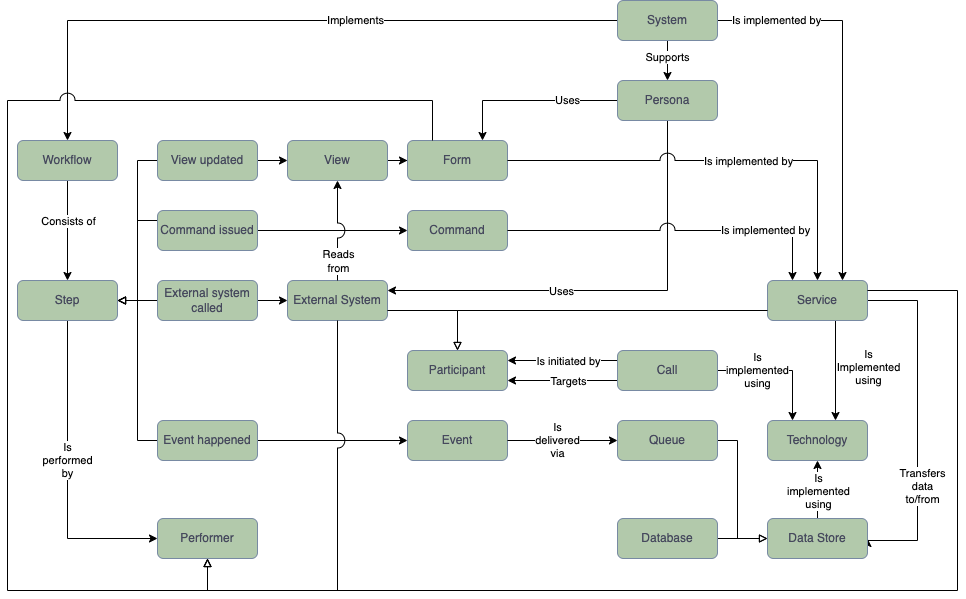 Implements
System
Is implemented by
Supports
Uses
Persona
Workflow
View updated
View
Form
Is implemented by
Consists of
Command issued
Command
Is implemented by
Reads
from
Step
External system
called
External System
Uses
Service
Participant
Is initiated by
Targets
Call
Is
implemented
using
Is
Implemented
using
Is
performed
by
Event happened
Event
Is
delivered
via
Queue
Technology
Is
implemented
using
Transfers
data
to/from
Performer
Database
Data Store